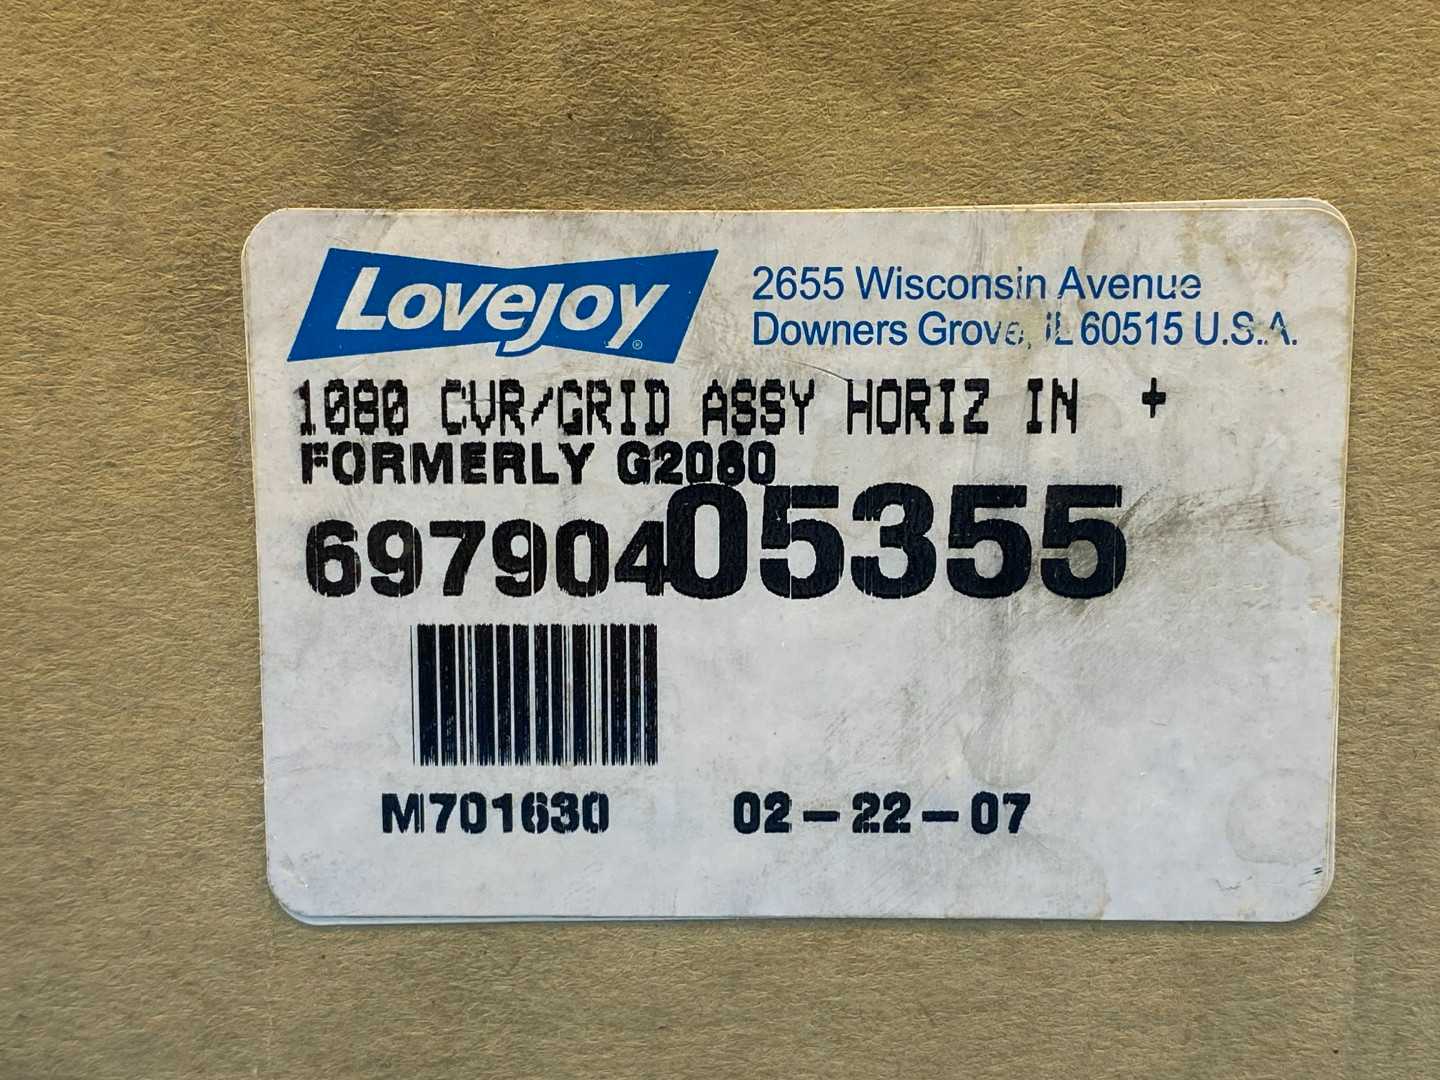 Lovejoy®
2655 Wisconsin Avenue
Downers Grove, IL 60515 U.S.A.
1080 CVR/GRID ASSY HORIZ IN +
FORMERLY G2080
69790405355
M701630 02-22-07